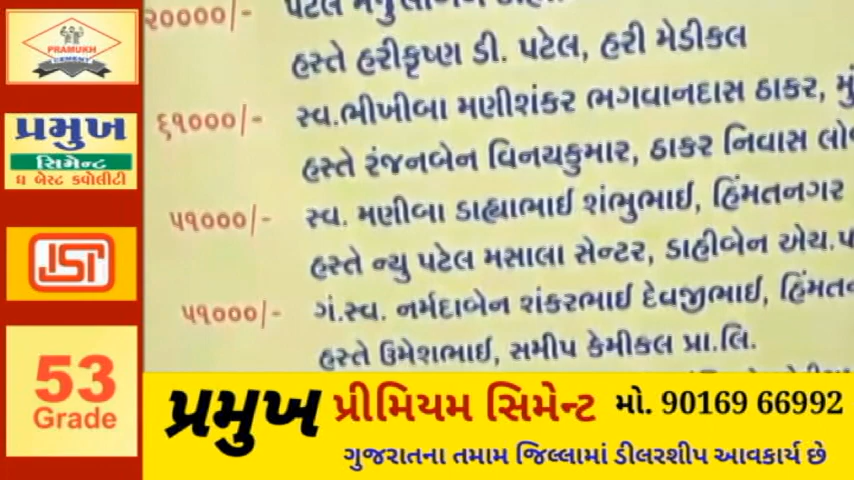 PRAMUKH
CEMENT
પ્રમુખ
સિમેન્ટ
ધ બેસ્ટ ક્વોલીટી
53
Grade
૨૦૦૦૦/- પટેલ
હસ્તે હરીકૃષ્ણ ડી. પટેલ, હરી મેડીકલ
૬૧૦૦૦/- સ્વ.ભીખીબા મણીશંકર ભગવાનદાસ ઠાકર,
હસ્તે રંજનબેન વિનયકુમાર, ઠાકર નિવાસ
૫૧૦૦૦/- સ્વ. મણીબા ડાહ્યાભાઈ શંભુભાઈ, હિંમતનગર
હસ્તે ન્યુ પટેલ મસાલા સેન્ટર, ડાહીબેન એચ.
૫૧૦૦૦/- ગં.સ્વ. નર્મદાબેન શંકરભાઈ દેવજીભાઈ,
હસ્તે ઉમેશભાઈ, સમીપ કેમીકલ પ્રા.લિ.
પ્રમુખ પ્રીમિયમ સિમેન્ટ મો. 90169 66992
ગુજરાતના તમામ જિલ્લામાં ડીલરશીપ આવકાર્ય છે